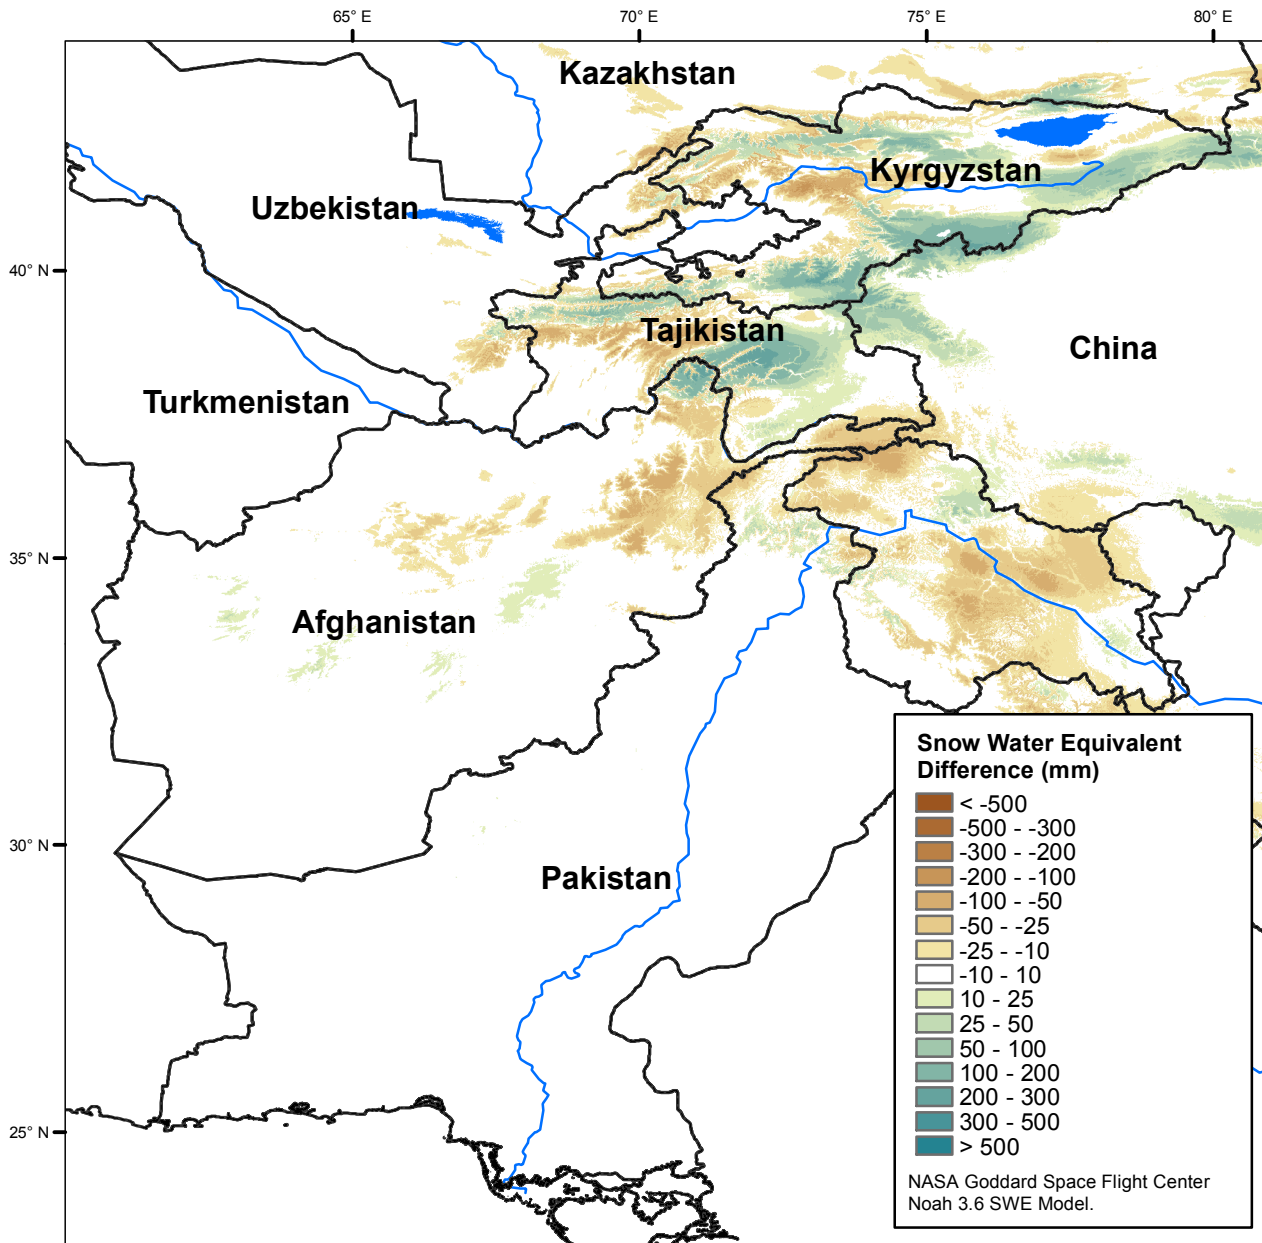 65° E
70° E
75° E
80° E
Kazakhstan
Kyrgyzstan
Uzbekistan
40° N
Tajikistan
China
Turkmenistan
35° N
Afghanistan
30° N
Pakistan
25° N
Snow Water Equivalent
Difference (mm)
< -500
-500 - -300
-300 - -200
-200 - -100
-100 - -50
-50 - -25
-25 - -10
-10 - 10
10 - 25
25 - 50
50 - 100
100 - 200
200 - 300
300 - 500
> 500
NASA Goddard Space Flight Center
Noah 3.6 SWE Model.